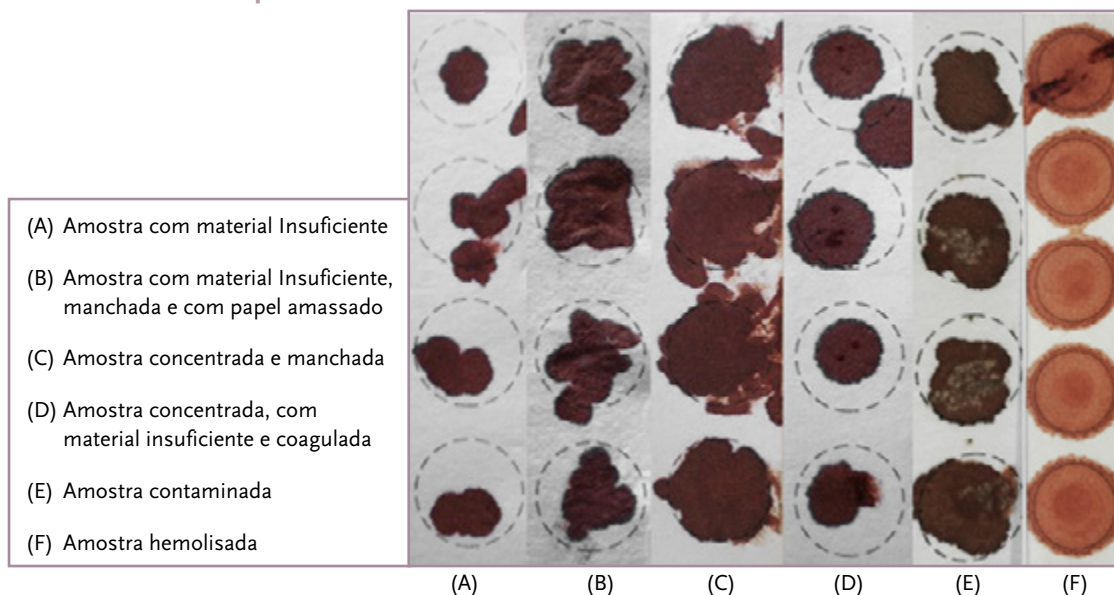 (A) Amostra com material Insuficiente
(B) Amostra com material Insuficiente,
manchada e com papel amassado
(C) Amostra concentrada e manchada
(D) Amostra concentrada, com
material insuficiente e coagulada
(E) Amostra contaminada
(F) Amostra hemolisada
(A) (B) (C) (D) (E) (F)